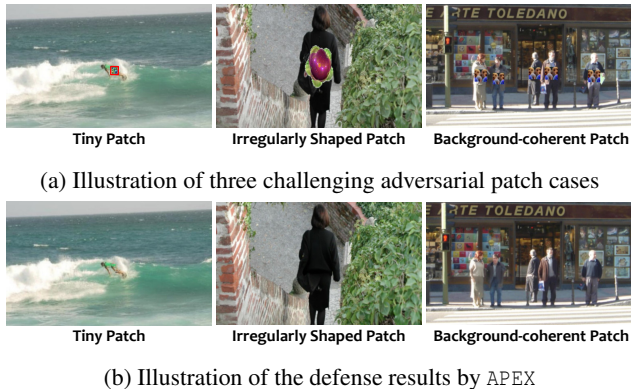 ARTE TOLEDANO
Tiny Patch
Irregularly Shaped Patch
Background-coherent Patch
(a) Illustration of three challenging adversarial patch cases
ARTE TOLEDANO
Tiny Patch
Irregularly Shaped Patch
Background-coherent Patch
(b) Illustration of the defense results by APEX